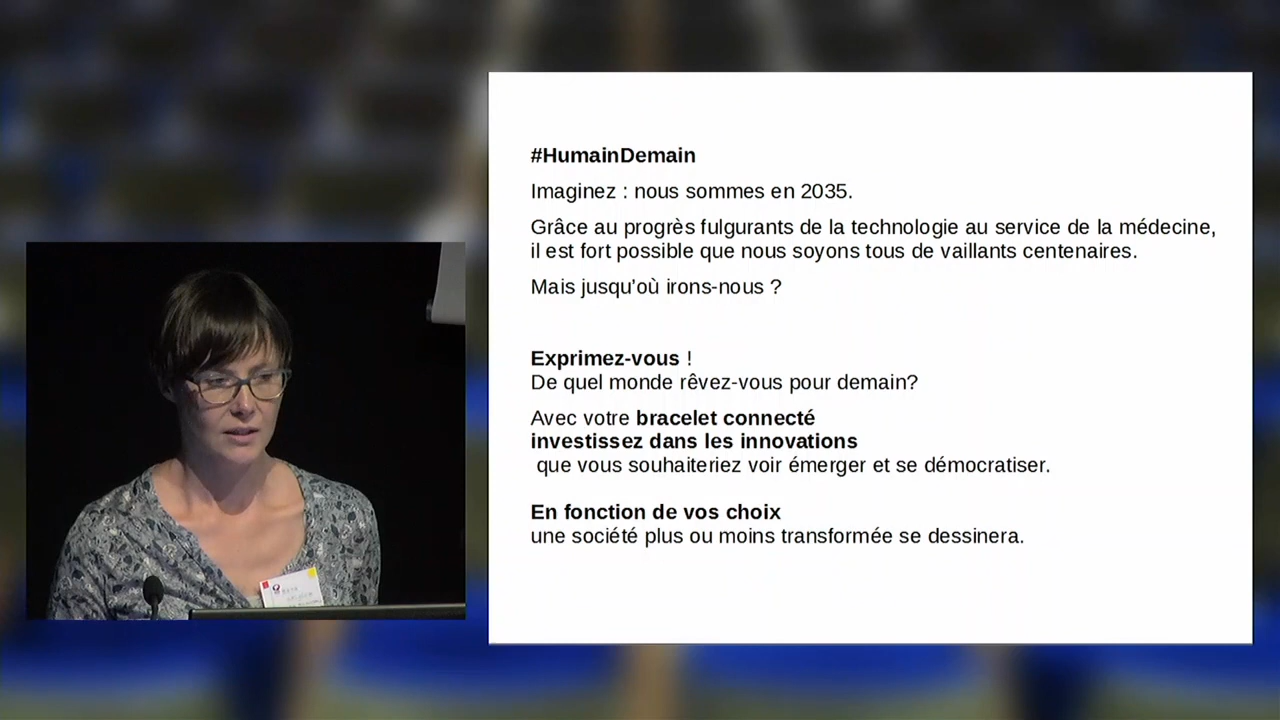 #HumainDemain
Imaginez : nous sommes en 2035.
Grâce au progrès fulgurants de la technologie au service de la médecine,
il est fort possible que nous soyons tous de vaillants centenaires.
Mais jusqu'où irons-nous ?
Exprimez-vous !
De quel monde rêvez-vous pour demain?
Avec votre bracelet connecté
investissez dans les innovations
que vous souhaiteriez voir émerger et se démocratiser.
En fonction de vos choix
une société plus ou moins transformée se dessinera.